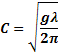 C = √(gλ/2π)